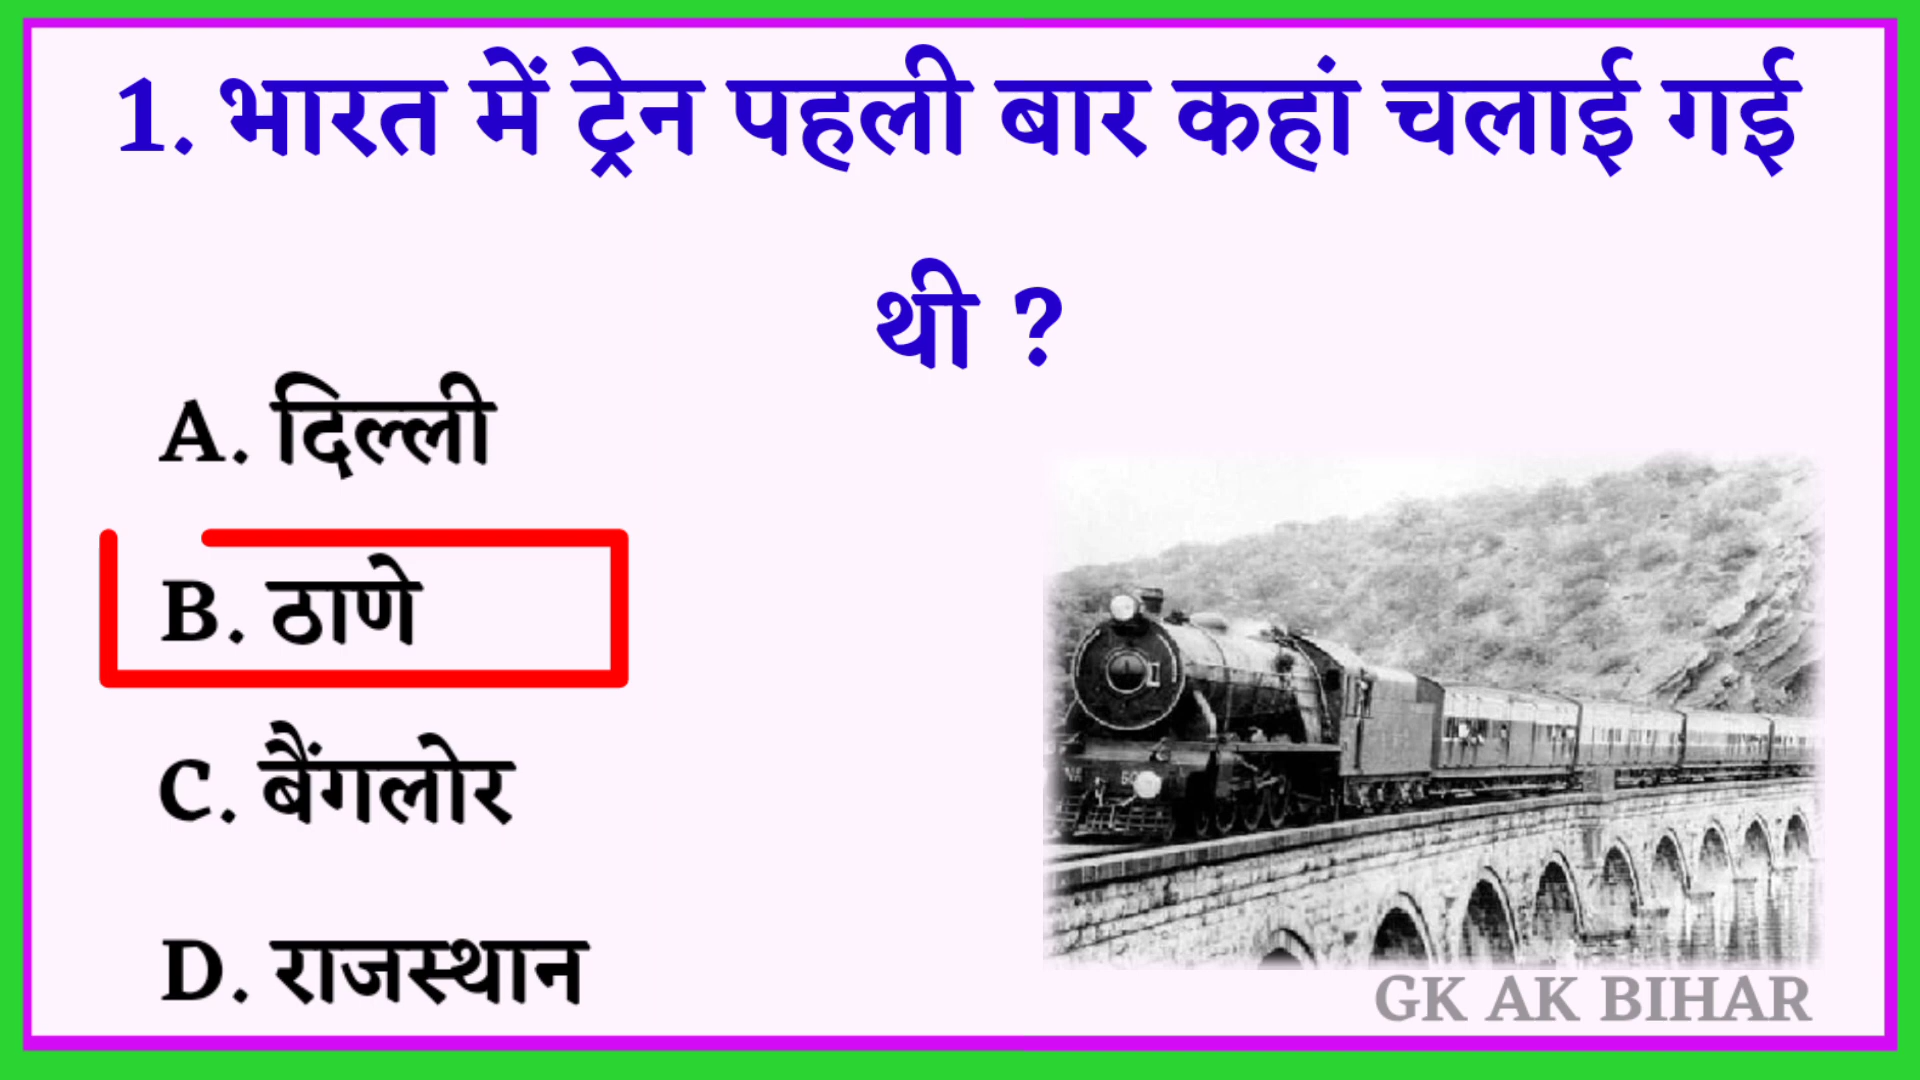 1. भारत में ट्रेन पहली बार कहां चलाई गई
थी ?
A. दिल्ली
B. ठाणे
C. बैंगलोर
D. राजस्थान
GK AK BIHAR